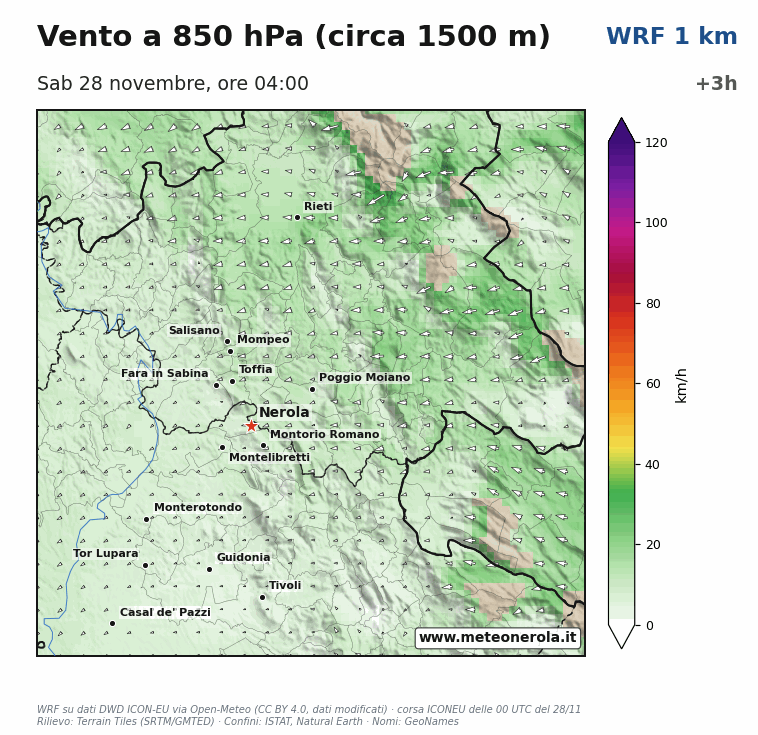 Vento a 850 hPa (circa 1500 m)
WRF 1 km
Sab 28 novembre, ore 04:00
+3h
Rieti
Salisano
Mompeo
Fara in Sabina
Toffia
Poggio Moiano
Nerola
Montorio Romano
Montelibretti
Monterotondo
Tor Lupara
Guidonia
Tivoli
Casal de' Pazzi
www.meteonerola.it
120
100
80
60
40
20
0
km/h
WRF su dati DWD ICON-EU via Open-Meteo (CC BY 4.0, dati modificati) · corsa ICONEU delle 00 UTC del 28/11
Rilievo: Terrain Tiles (SRTM/GMTED) · Confini: ISTAT, Natural Earth · Nomi: GeoNames